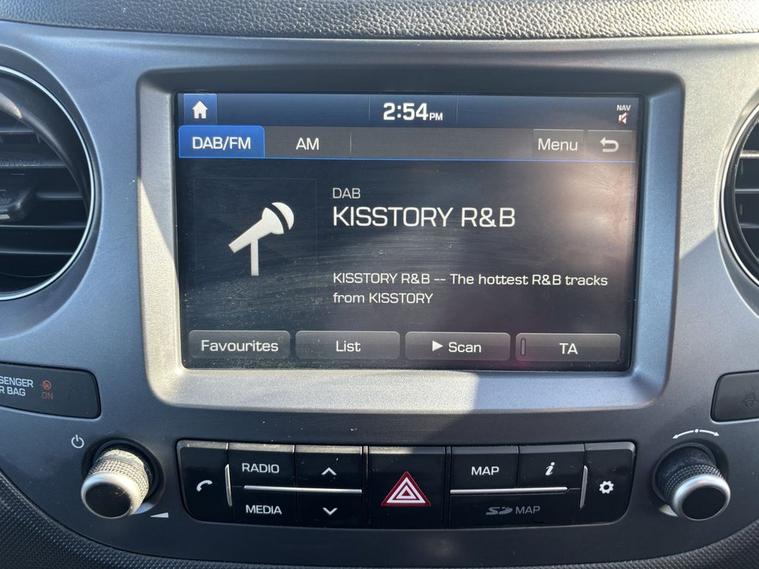 2:54PM
NAV
DAB/FM
AM
Menu
DAB
KISSTORY R&B
KISSTORY R&B -- The hottest R&B tracks
from KISSTORY
Favourites
List
Scan
TA
SENGER
R BAG
ON
RADIO
MAP
i
MEDIA
SD MAP